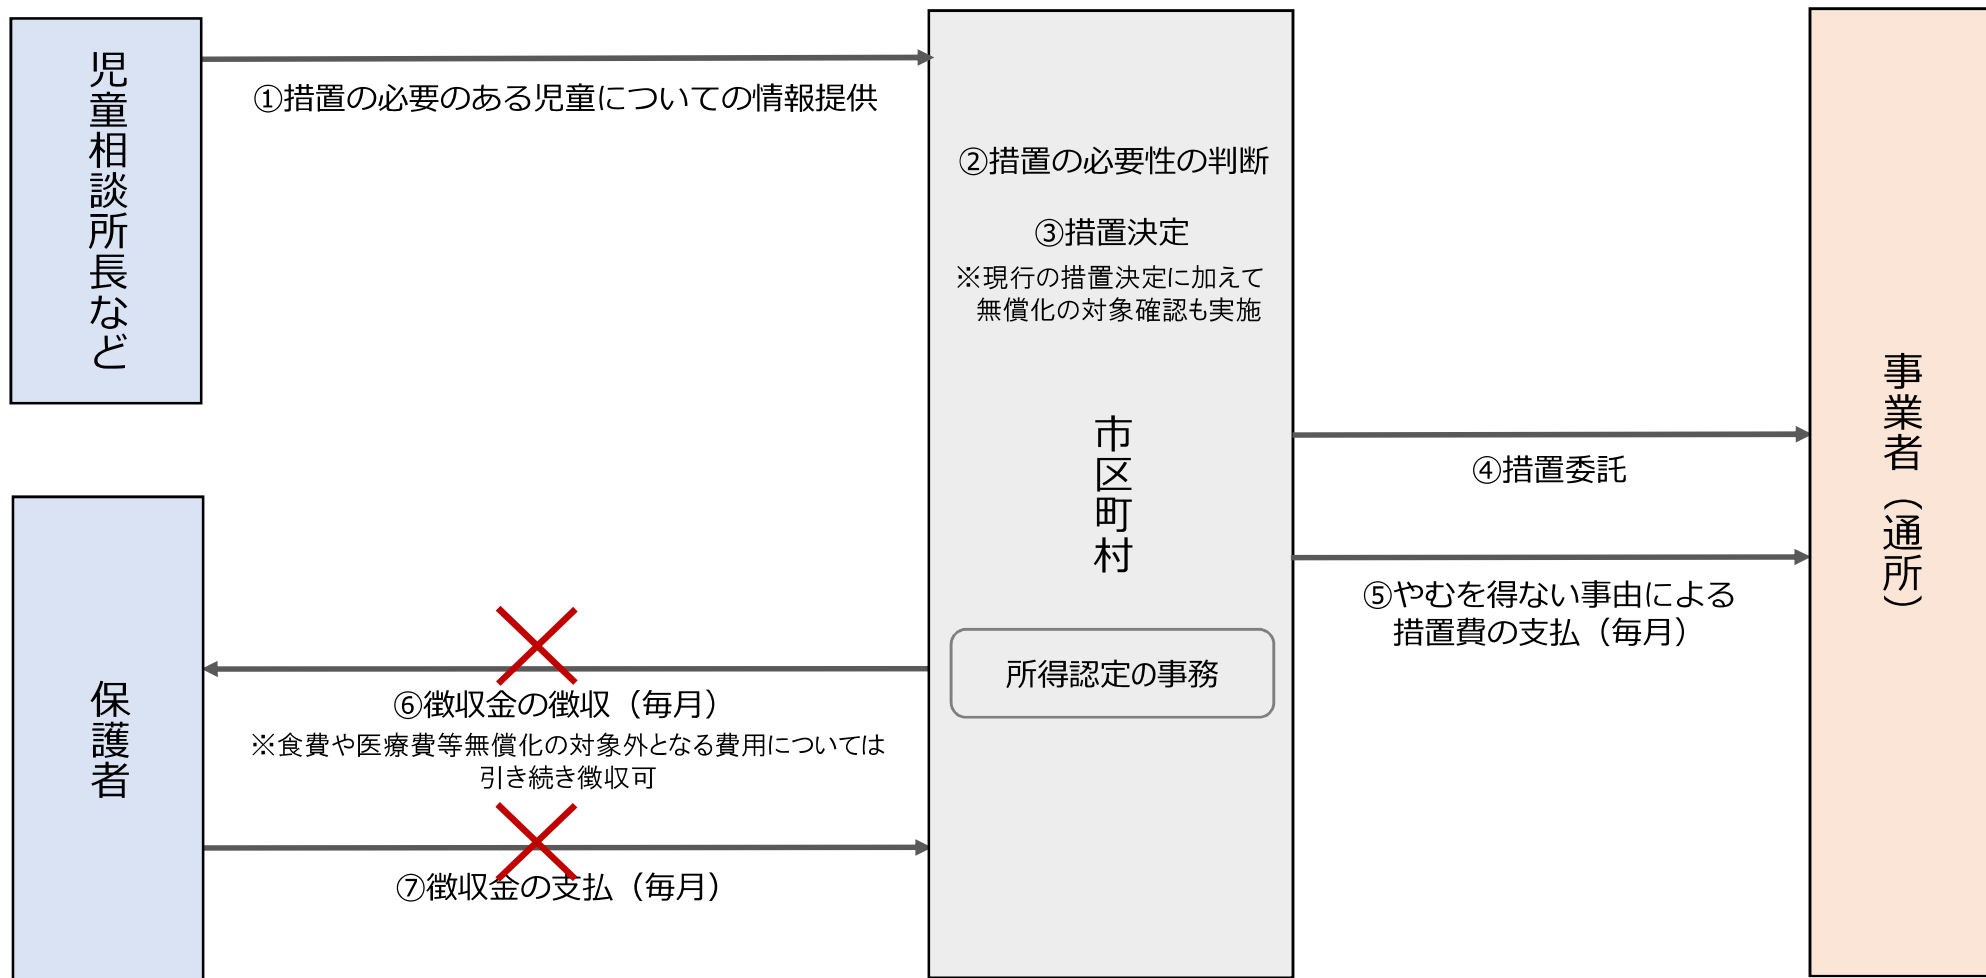 児童相談所長など
①措置の必要のある児童についての情報提供
②措置の必要性の判断
③措置決定
※現行の措置決定に加えて
無償化の対象確認も実施
市区町村
④措置委託
⑤やむを得ない事由による
措置費の支払（毎月）
事業者（通所）
保護者
所得認定の事務
⑥徴収金の徴収（毎月）
※食費や医療費等無償化の対象外となる費用については
引き続き徴収可
⑦徴収金の支払（毎月）